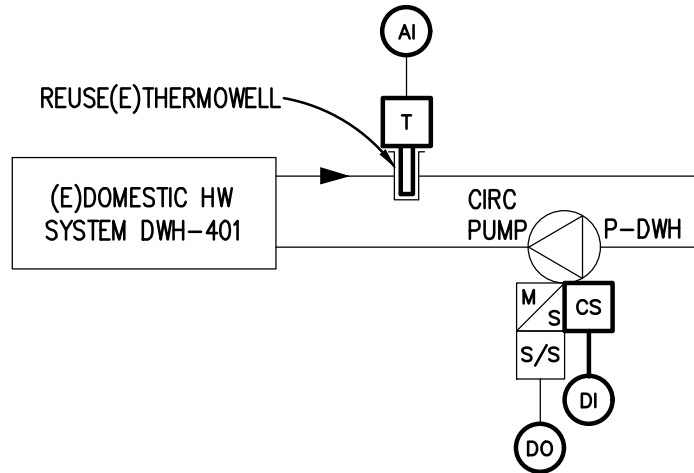 AI
REUSE(E)THERMOWELL
T
(E)DOMESTIC HW
SYSTEM DWH-401
CIRC
PUMP
P-DWH
M
S
CS
S/S
DI
DO